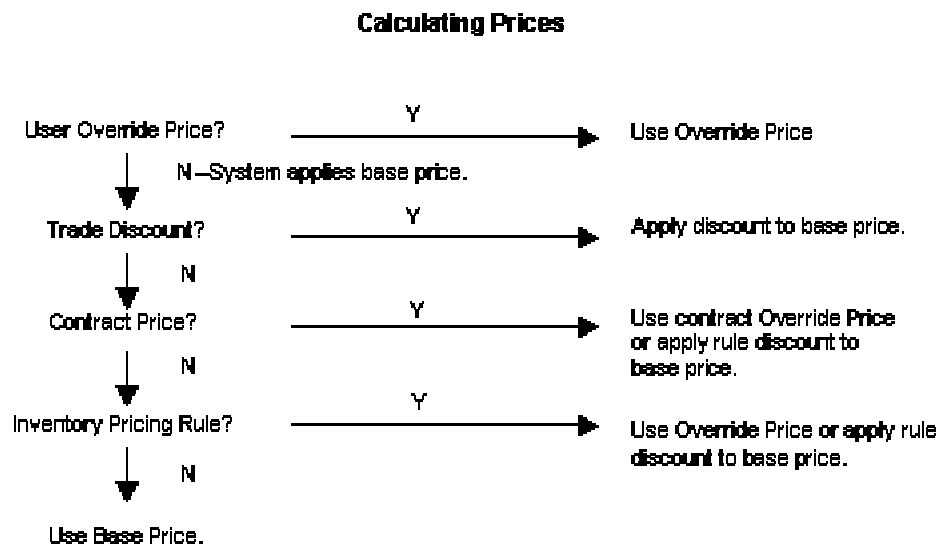 Calculating Prices
User Override Price?
Y
Use Override Price
N–System applies base price.
Trade Discount?
Y
Apply discount to base price.
N
Contract Price?
Y
Use contract Override Price
or apply rule discount to
base price.
N
Inventory Pricing Rule?
Y
Use Override Price or apply rule
discount to base price.
N
Use Base Price.